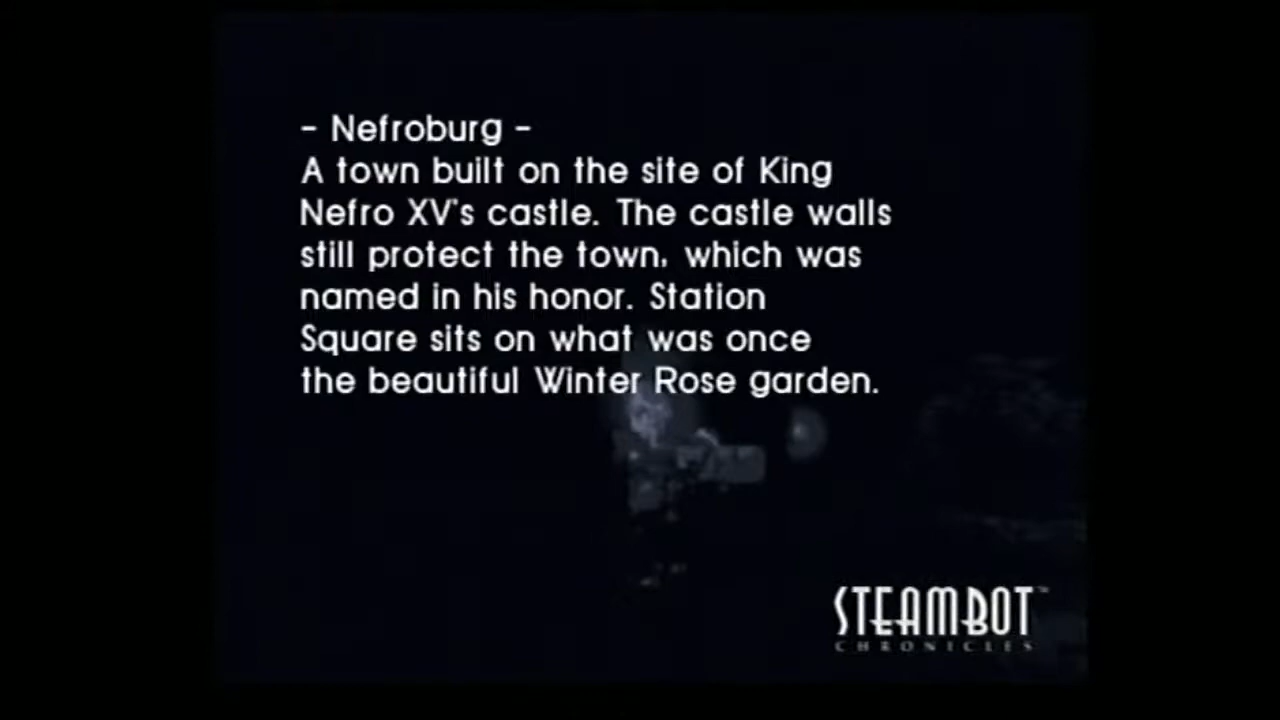 - Nefroburg -
A town built on the site of King
Nefro XV's castle. The castle walls
still protect the town, which was
named in his honor. Station
Square sits on what was once
the beautiful Winter Rose garden.
STEAMBOT™
CHRONICLES